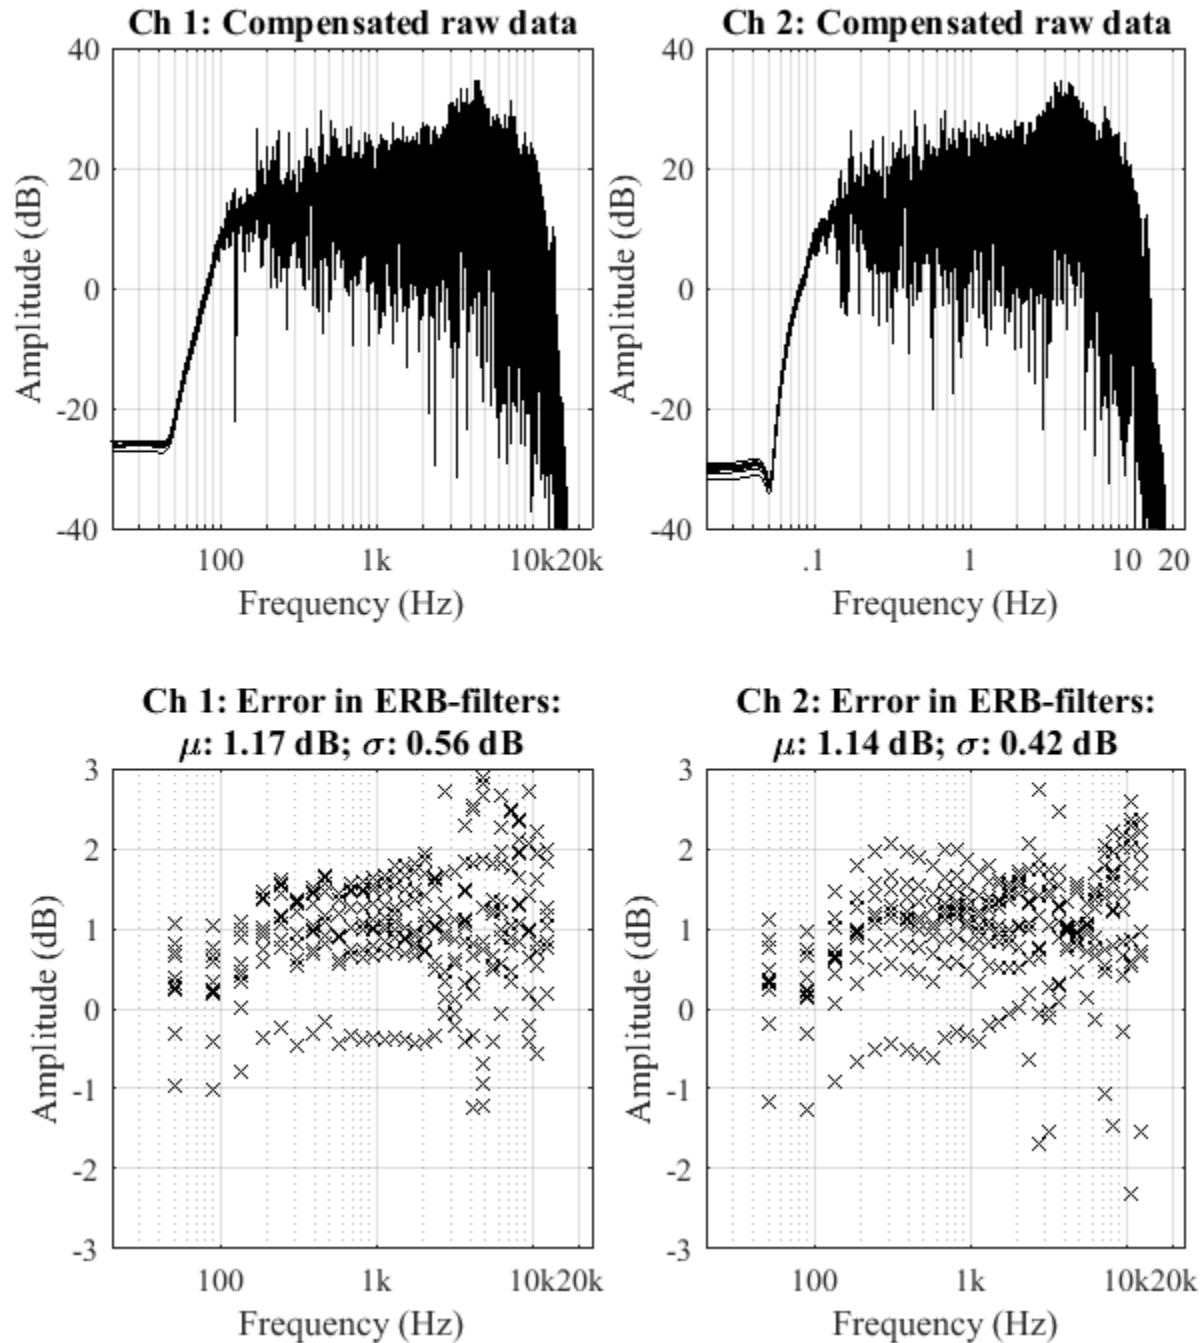 Ch 1: Compensated raw data
40
20
0
-20
-40
Amplitude (dB)
100
1k
10k20k
Frequency (Hz)
Ch 2: Compensated raw data
40
20
0
-20
-40
Amplitude (dB)
.1
1
10 20
Frequency (Hz)
Ch 1: Error in ERB-filters:
μ: 1.17 dB; σ: 0.56 dB
3
2
1
0
-1
-2
-3
Amplitude (dB)
100
1k
10k20k
Frequency (Hz)
Ch 2: Error in ERB-filters:
μ: 1.14 dB; σ: 0.42 dB
3
2
1
0
-1
-2
-3
Amplitude (dB)
100
1k
10k20k
Frequency (Hz)